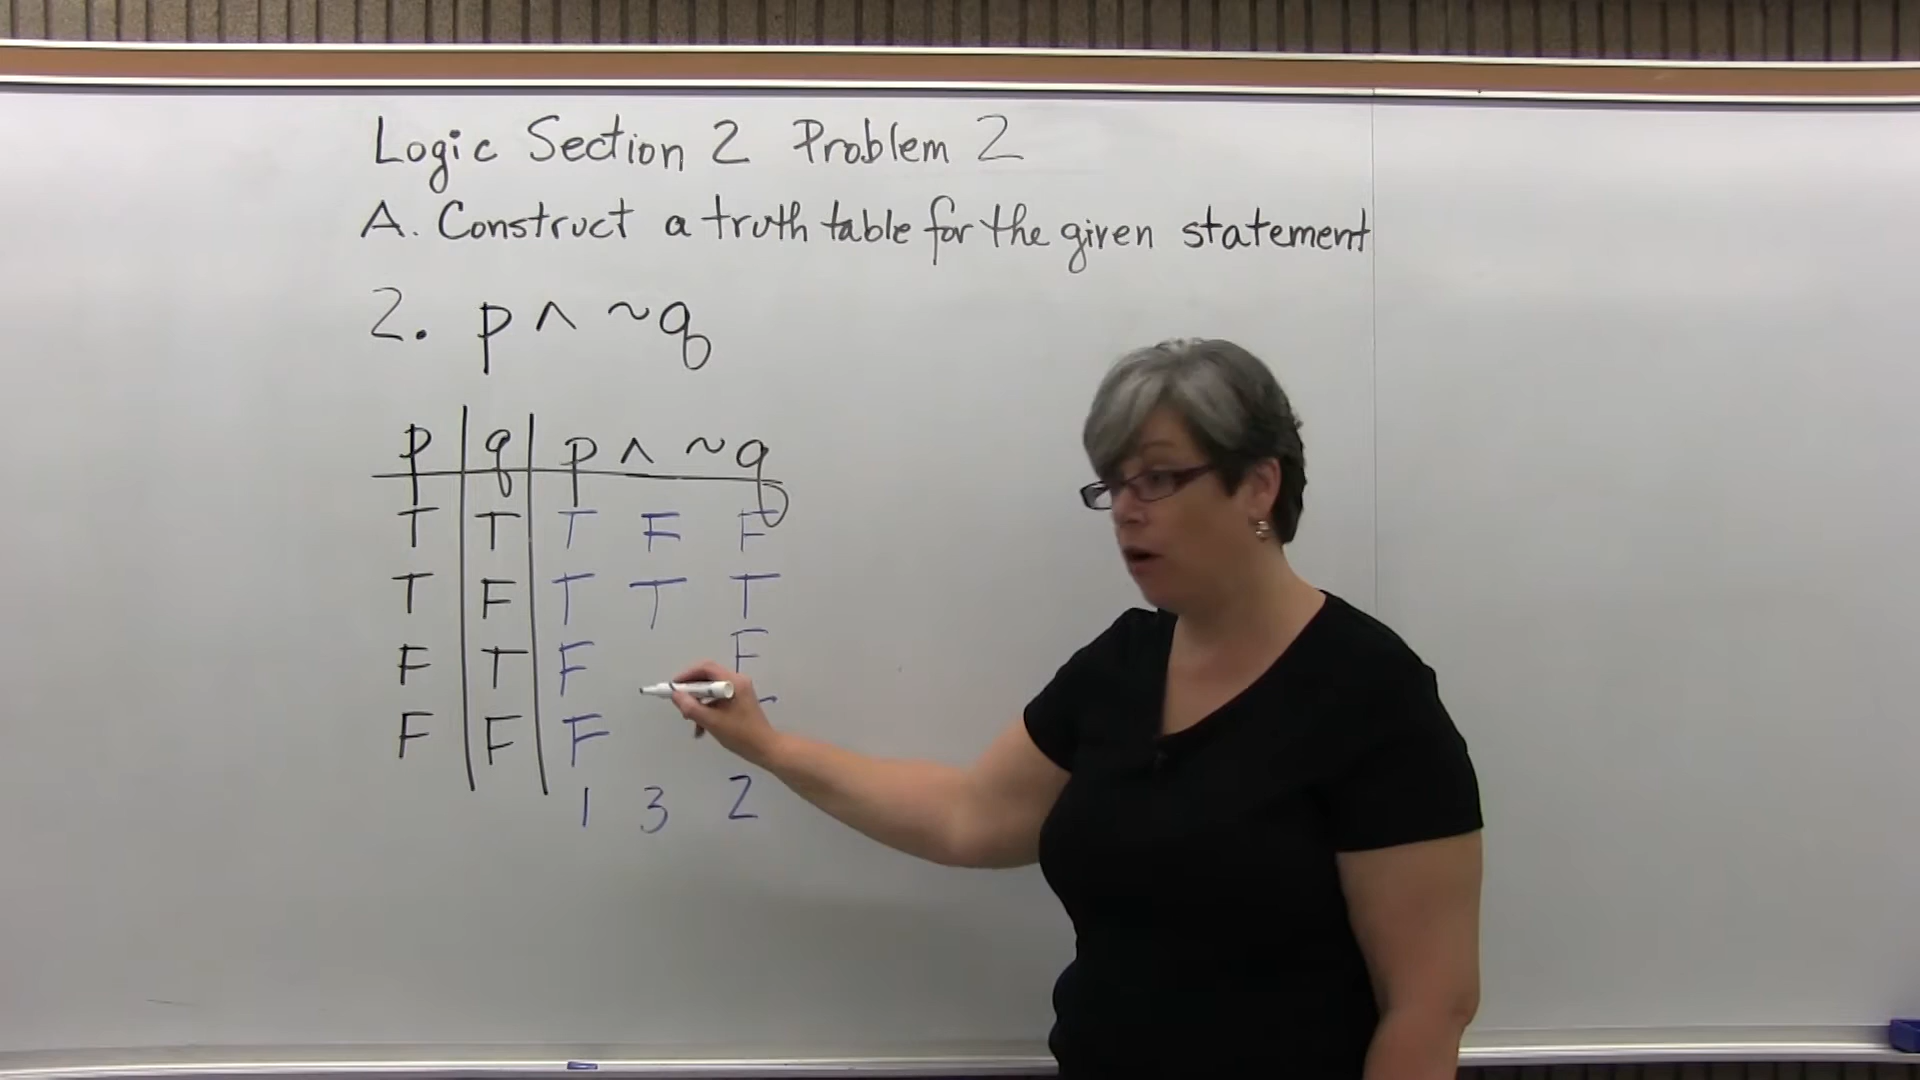 Logic Section 2 Problem 2
A. Construct a truth table for the given statement
2. p ∧ ~q
p q p ∧ ~q
T T T F F
T F T T T
F T F F
F F F
1 3 2